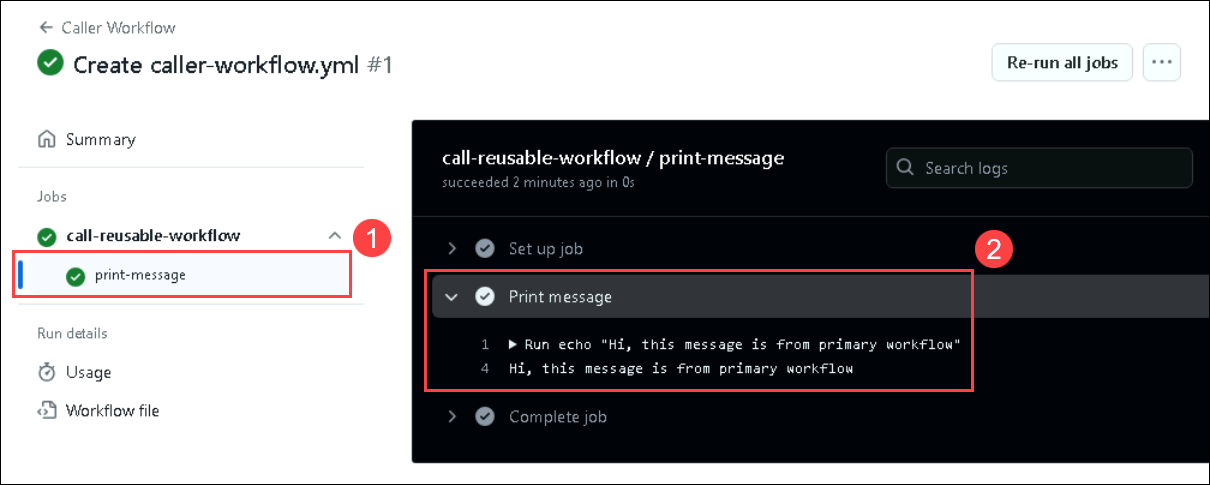 ← Caller Workflow
Create caller-workflow.yml #1
Re-run all jobs
...
Summary
Jobs
call-reusable-workflow
1
print-message
Run details
Usage
Workflow file
call-reusable-workflow / print-message
succeeded 2 minutes ago in 0s
Search logs
Set up job
2
Print message
1 ▶ Run echo "Hi, this message is from primary workflow"
4 Hi, this message is from primary workflow
Complete job